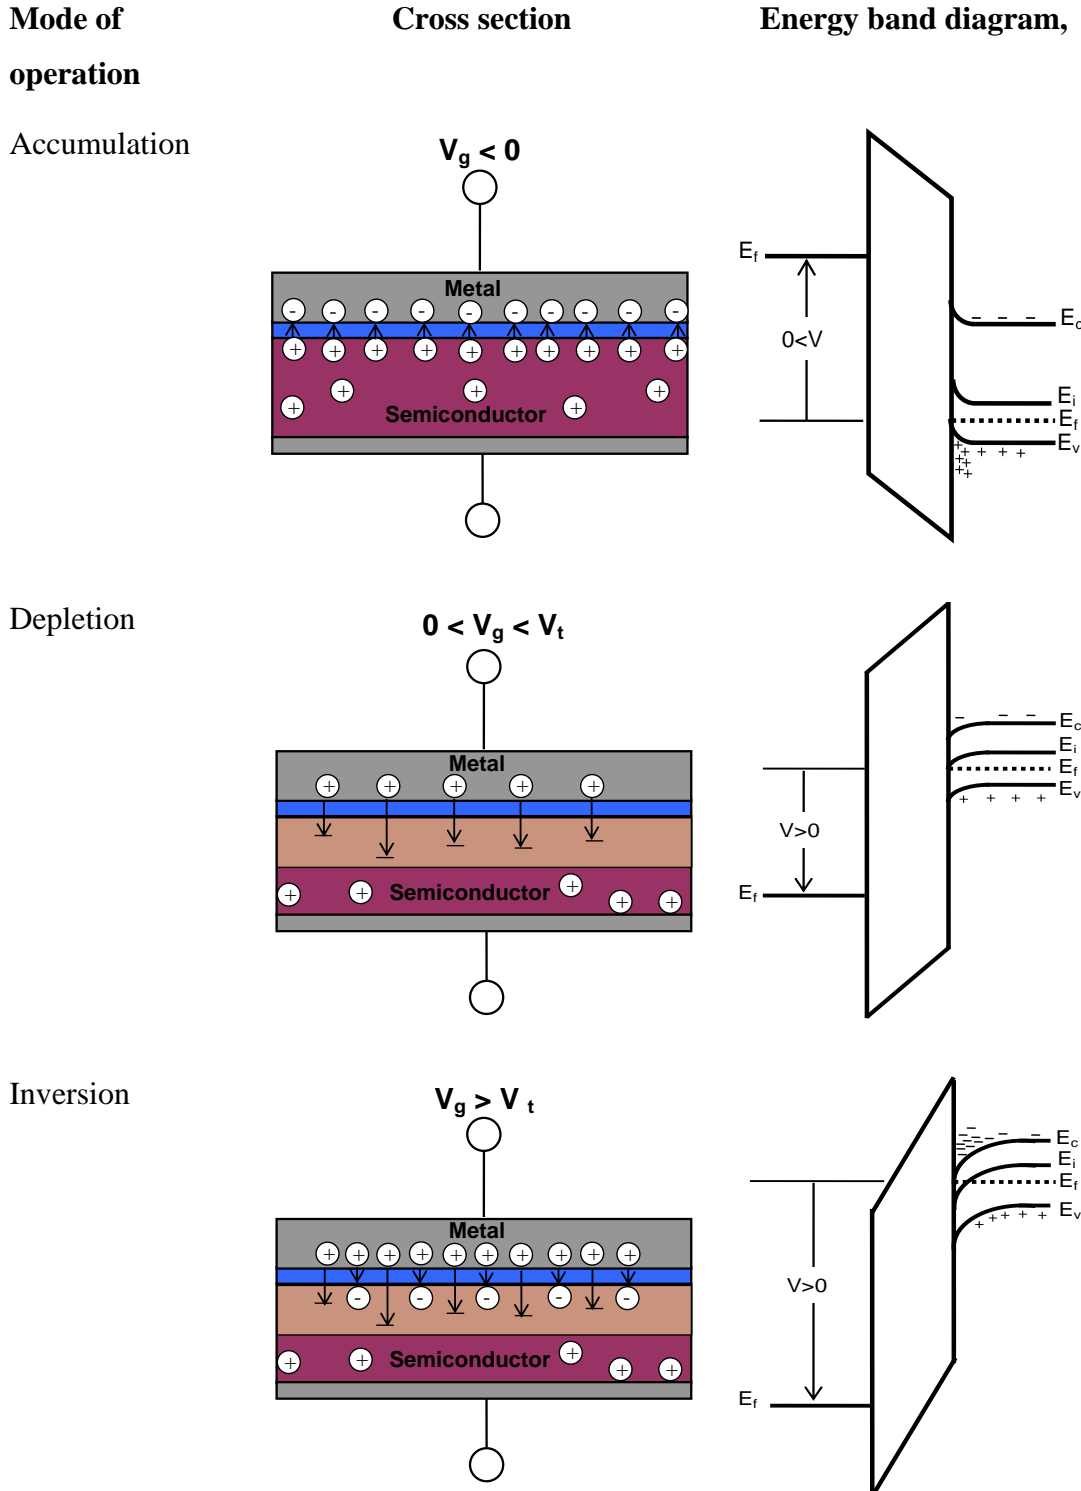 Mode of operation Cross section Energy band diagram,
Accumulation
Vg < 0
Metal
- - - - - - - - - -
+ + + + + + + + + +
+ + +
Semiconductor
+ +
Ef
0<V
Ec
Ei
Ef
Ev
Depletion
0 < Vg < Vt
Metal
+ + + + +
Semiconductor
+ + + + +
Ec
Ei
Ef
Ev
V>0
Ef
Inversion
Vg > V t
Metal
+ + + + + + + + +
- - - - -
Semiconductor
+ + + + +
Ec
Ei
Ef
Ev
V>0
Ef